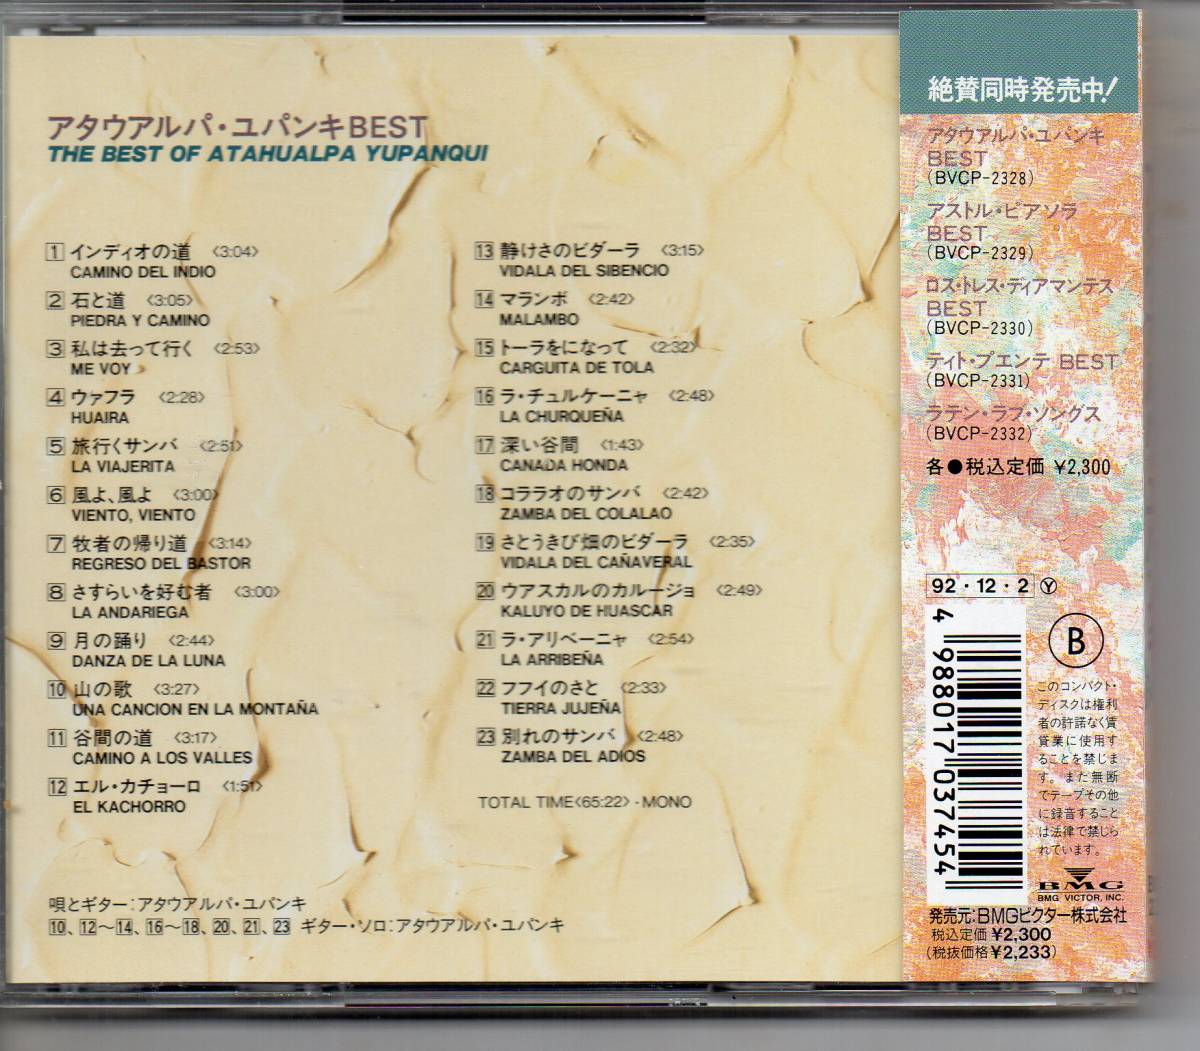 アタウアルパ・ユパンキBEST
THE BEST OF ATAHUALPA YUPANQUI
1 インディオの道 〈3:04〉
CAMINO DEL INDIO
2 石と道 〈3:05〉
PIEDRA Y CAMINO
3 私は去って行く 〈2:53〉
ME VOY
4 ウァフラ 〈2:28〉
HUAIRA
5 旅行くサンバ 〈2:51〉
LA VIAJERITA
6 風よ、風よ 〈3:00〉
VIENTO, VIENTO
7 牧者の帰り道 〈3:14〉
REGRESO DEL BASTOR
8 さすらいを好む者 〈3:00〉
LA ANDARIEGA
9 月の踊り 〈2:44〉
DANZA DE LA LUNA
10 山の歌 〈3:27〉
UNA CANCION EN LA MONTAÑA
11 谷間の道 〈3:17〉
CAMINO A LOS VALLES
12 エル・カチョーロ 〈1:51〉
EL KACHORRO
13 静けさのビダーラ 〈3:15〉
VIDALA DEL SIBENCIO
14 マランボ 〈2:42〉
MALAMBO
15 トーラをになって 〈2:32〉
CARGUITA DE TOLA
16 ラ・チュルケーニャ 〈2:48〉
LA CHURQUEÑA
17 深い谷間 〈1:43〉
CANADA HONDA
18 コララオのサンバ 〈2:42〉
ZAMBA DEL COLALAO
19 さとうきび畑のビダーラ 〈2:35〉
VIDALA DEL CAÑAVERAL
20 ウアスカルのカルージョ 〈2:49〉
KALUYO DE HUASCAR
21 ラ・アリベーニャ 〈2:54〉
LA ARRIBEÑA
22 フフイのさと 〈2:33〉
TIERRA JUJEÑA
23 別れのサンバ 〈2:48〉
ZAMBA DEL ADIOS
TOTAL TIME〈65:22〉・MONO
唄とギター:アタウアルパ・ユパンキ
10、12〜14、16〜18、20、21、23 ギター・ソロ:アタウアルパ・ユパンキ
絶賛同時発売中!
アタウアルパ・ユパンキ
BEST
(BVCP-2328)
アストル・ピアソラ
BEST
(BVCP-2329)
ロス・トレス・ディアマンテス
BEST
(BVCP-2330)
ティト・プエンテ BEST
(BVCP-2331)
ラテン・ラブ・ソングス
(BVCP-2332)
各●税込定価 ¥2,300
92・12・2 Ⓨ
4 988017 037454
B
このコンパクト・
ディスクは権利
者の許諾なく賃
貸業に使用す
ることを禁じま
す。また無断
でテープその他
に録音すること
は法律で禁じら
れています。
BMG
BMG VICTOR, INC.
発売元:BMGビクター株式会社
税込定価 ¥2,300
(税抜価格¥2,233)